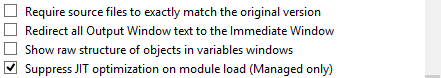 Require source files to exactly match the original version
Redirect all Output Window text to the Immediate Window
Show raw structure of objects in variables windows
Suppress JIT optimization on module load (Managed only)